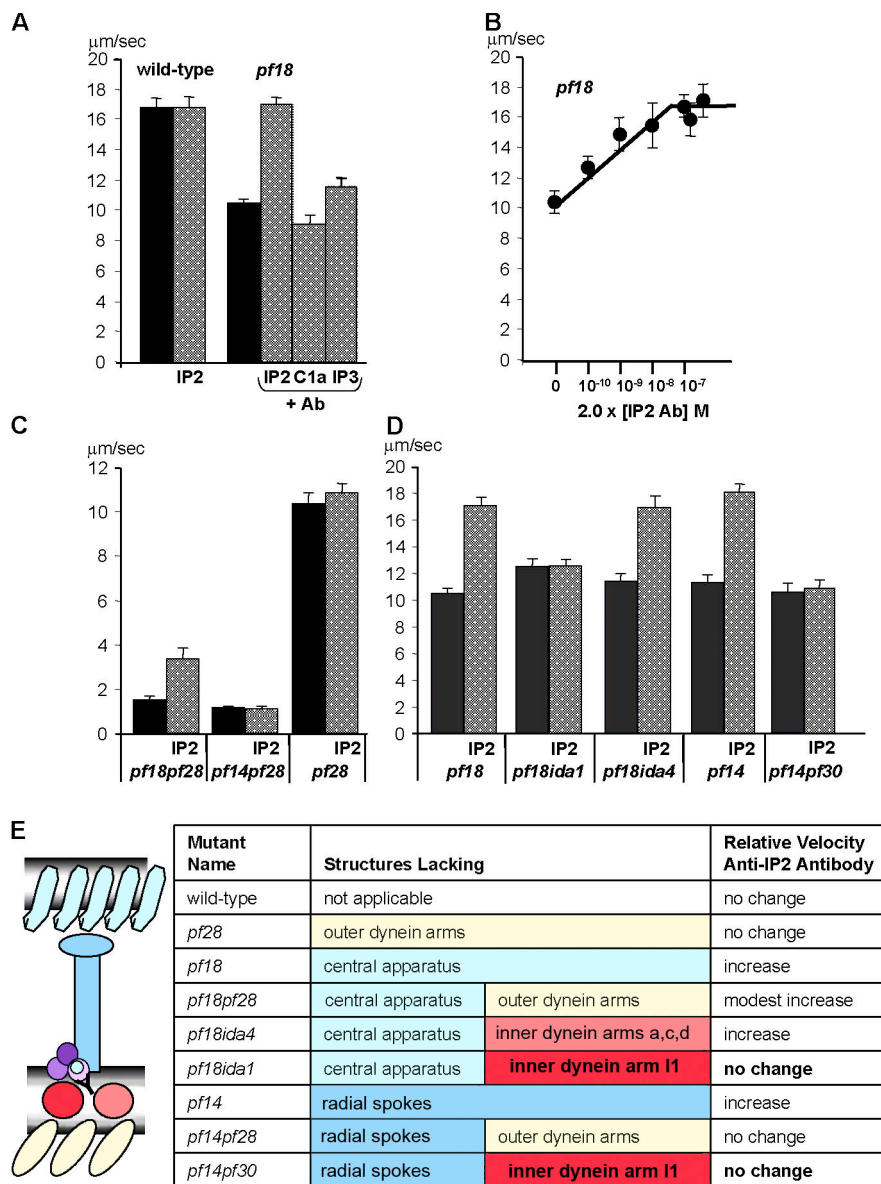 A
μm/sec
20
18
16
14
12
10
8
6
4
2
0
wild-type
pf18
IP2
IP2 C1a IP3
+ Ab
B
μm/sec
20
18
16
14
12
10
8
6
4
2
0
pf18
0 10-10 10-9 10-8 10-7
2.0 x [IP2 Ab] M
C
μm/sec
12
10
8
6
4
2
0
IP2 IP2 IP2
pf18pf28 pf14pf28 pf28
D
μm/sec
20
18
16
14
12
10
8
6
4
2
0
IP2 IP2 IP2 IP2 IP2
pf18 pf18ida1 pf18ida4 pf14 pf14pf30
E
Mutant Name
Structures Lacking
Relative Velocity Anti-IP2 Antibody
wild-type not applicable no change
pf28 outer dynein arms no change
pf18 central apparatus increase
pf18pf28 central apparatus outer dynein arms modest increase
pf18ida4 central apparatus inner dynein arms a,c,d increase
pf18ida1 central apparatus inner dynein arm I1 no change
pf14 radial spokes increase
pf14pf28 radial spokes outer dynein arms no change
pf14pf30 radial spokes inner dynein arm I1 no change